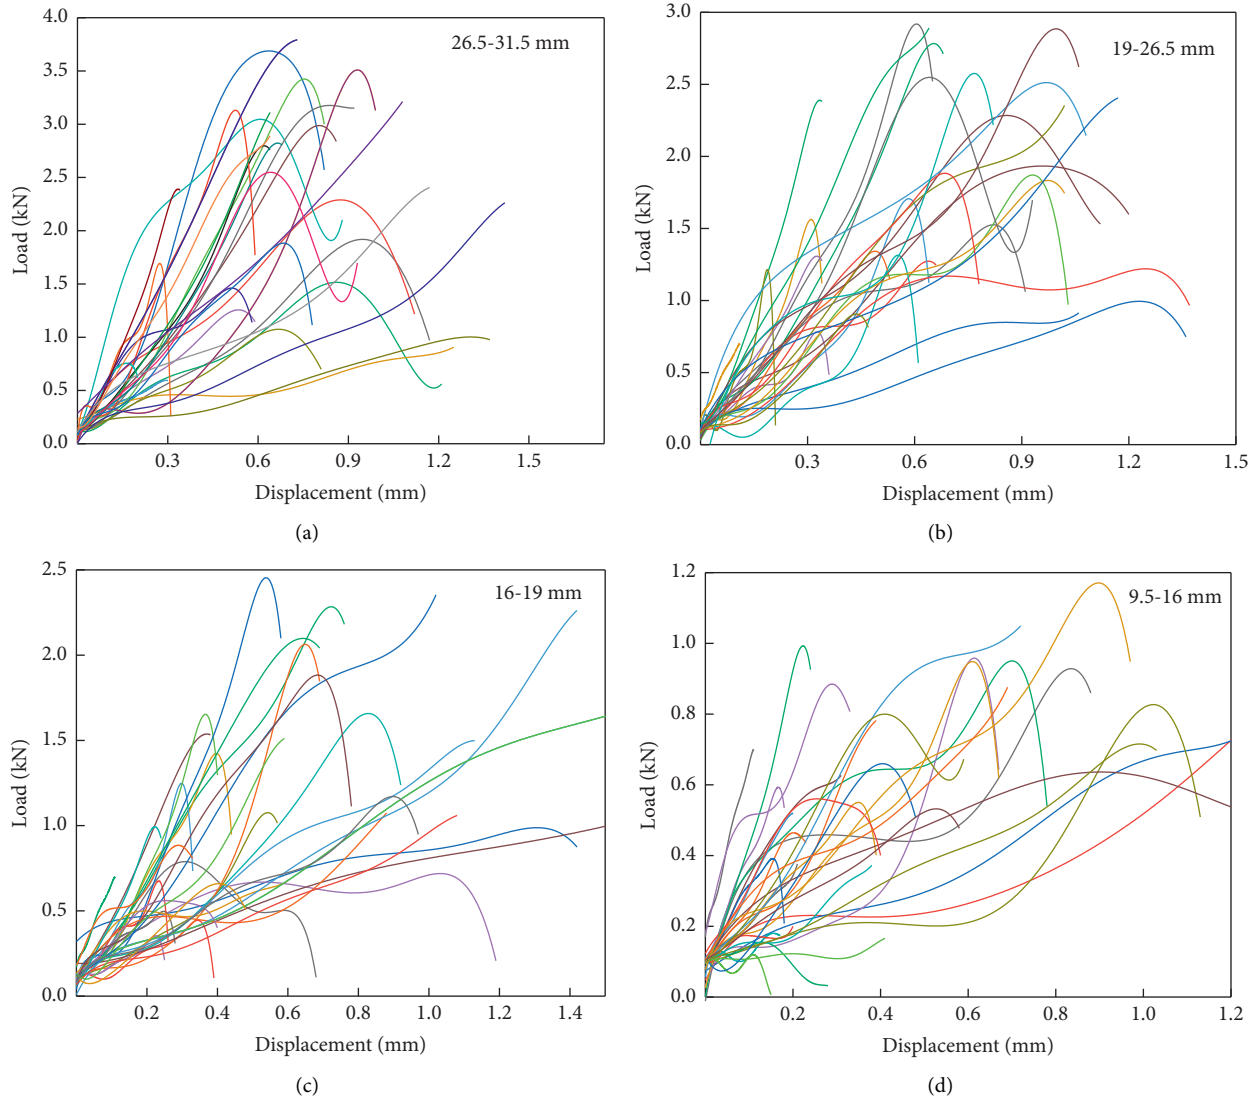 4.0
3.5
3.0
2.5
2.0
1.5
1.0
0.5
0.0
Load (kN)
26.5-31.5 mm
0.3 0.6 0.9 1.2 1.5
Displacement (mm)
(a)
3.0
2.5
2.0
1.5
1.0
0.5
0.0
Load (kN)
19-26.5 mm
0.3 0.6 0.9 1.2 1.5
Displacement (mm)
(b)
2.5
2.0
1.5
1.0
0.5
0.0
Load (kN)
16-19 mm
0.2 0.4 0.6 0.8 1.0 1.2 1.4
Displacement (mm)
(c)
1.2
1.0
0.8
0.6
0.4
0.2
0.0
Load (kN)
9.5-16 mm
0.2 0.4 0.6 0.8 1.0 1.2
Displacement (mm)
(d)